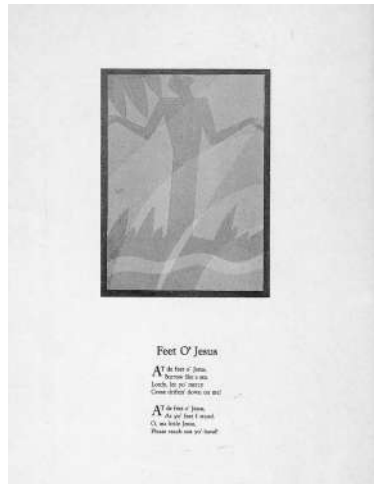 Feet O' Jesus
AT de feet o' Jesus,
Sorrow like a sea.
Lordy, let yo' mercy
Come driftin' down on me!
AT de feet o' Jesus,
At yo' feet I stand.
O, ma little Jesus,
Please reach out yo' hand!